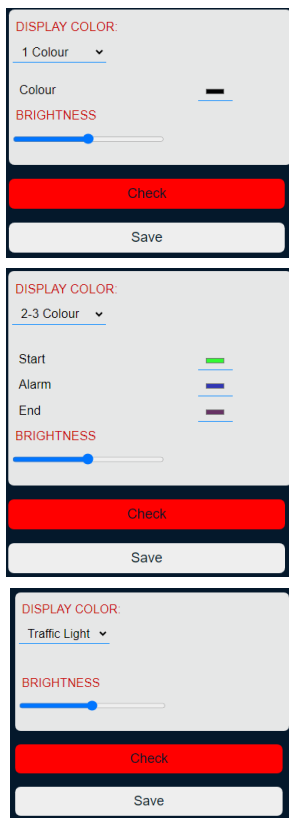 DISPLAY COLOR:
1 Colour
Colour
BRIGHTNESS
Check
Save
DISPLAY COLOR:
2-3 Colour
Start
Alarm
End
BRIGHTNESS
Check
Save
DISPLAY COLOR:
Traffic Light
BRIGHTNESS
Check
Save